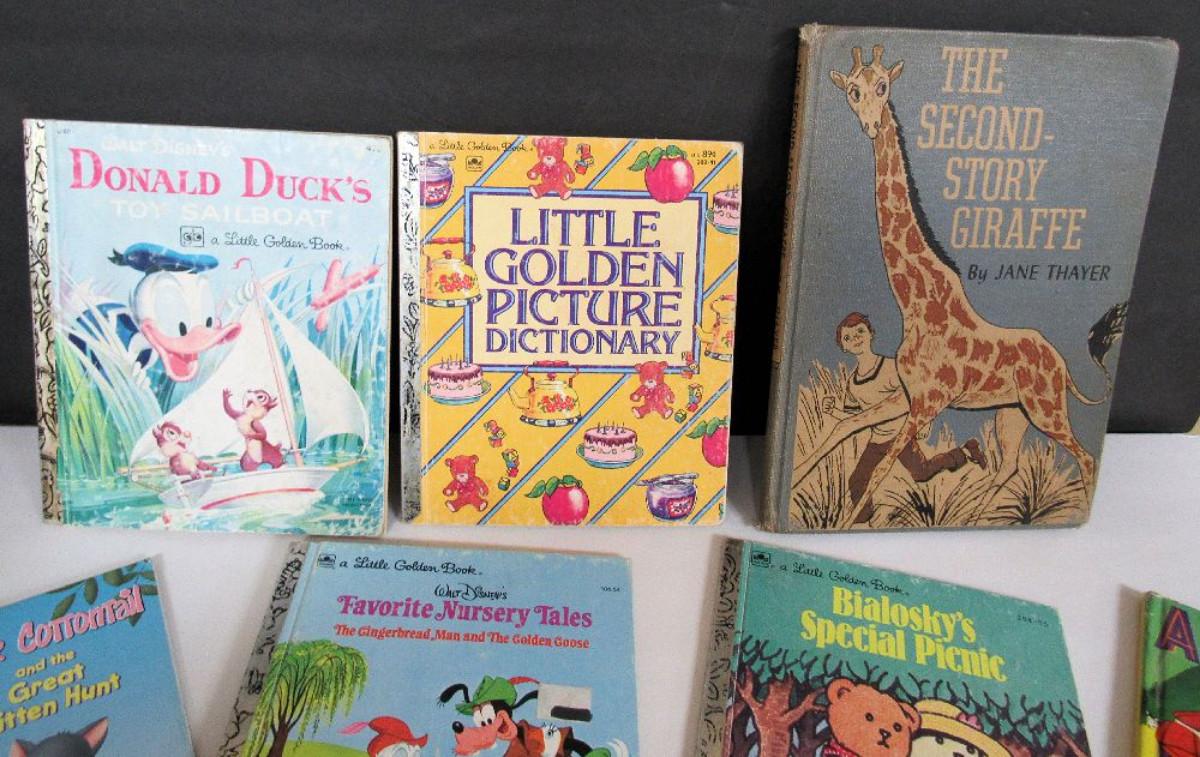 WALT DISNEY'S
DONALD DUCK'S
TOY SAILBOAT
a Little Golden Book®
a Little Golden Book®
89¢
LITTLE
GOLDEN
PICTURE
DICTIONARY
THE
SECOND-
STORY
GIRAFFE
By JANE THAYER
COTTONTAIL
and the
Great
itten Hunt
a Little Golden Book®
WALT DISNEY'S
Favorite Nursery Tales
The Gingerbread Man and The Golden Goose
a Little Golden Book®
Bialosky's
Special Picnic
A